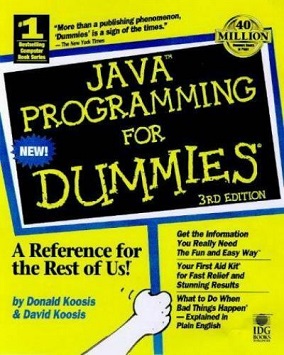 #1
Bestselling
Computer
Book Series
"More than a publishing phenomenon,
'Dummies' is a sign of the times."
— The New York Times
40
MILLION
JAVA™
PROGRAMMING
FOR
DUMMIES®
3RD EDITION
NEW!
A Reference for
the Rest of Us!®
by Donald Koosis
& David Koosis
Get the Information
You Really Need
The Fun and Easy Way™
Your First Aid Kit®
for Fast Relief and
Stunning Results
What to Do When
Bad Things Happen®
— Explained in
Plain English
IDG
BOOKS